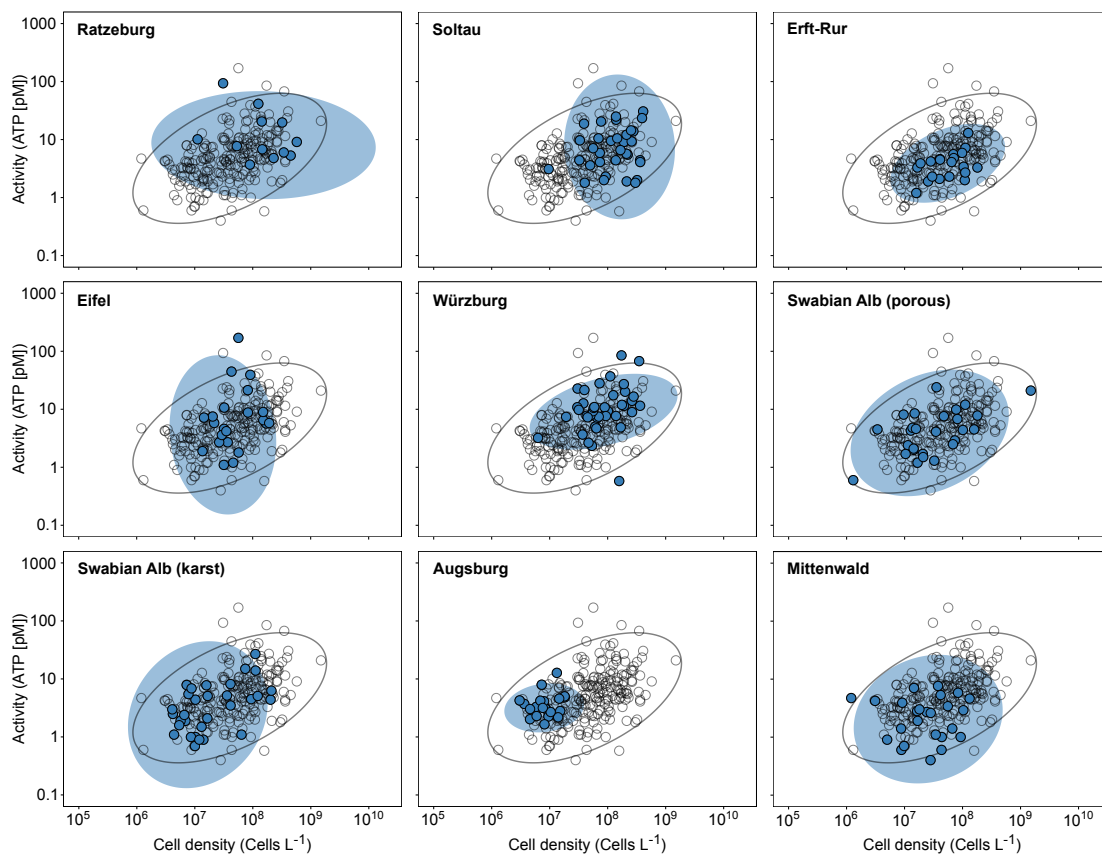 Ratzeburg
Soltau
Erft-Rur
1000
100
10
1
0.1
Activity (ATP [pM])
Eifel
Würzburg
Swabian Alb (porous)
1000
100
10
1
0.1
Activity (ATP [pM])
Swabian Alb (karst)
Augsburg
Mittenwald
1000
100
10
1
0.1
Activity (ATP [pM])
10⁵ 10⁶ 10⁷ 10⁸ 10⁹ 10¹⁰
10⁵ 10⁶ 10⁷ 10⁸ 10⁹ 10¹⁰
10⁵ 10⁶ 10⁷ 10⁸ 10⁹ 10¹⁰
Cell density (Cells L⁻¹)
Cell density (Cells L⁻¹)
Cell density (Cells L⁻¹)